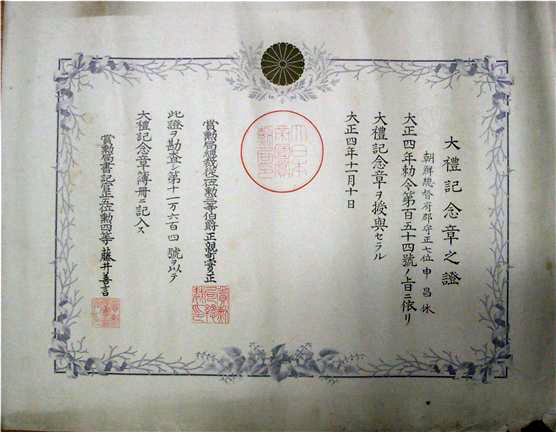 大禮記念章之證
朝鮮總督府郡守正七位 申昌休
大正四年勅令第百五十四號ノ旨ニ依リ
大禮記念章ヲ授與セラル
大正四年十一月十日
賞勲局總裁從二位勲二等伯爵正親町實正
此證ヲ勘査シ第十一万六百四號ヲ以テ
大禮記念章簿冊ニ記入ス
賞勲局書記官正五位勲四等藤井善言